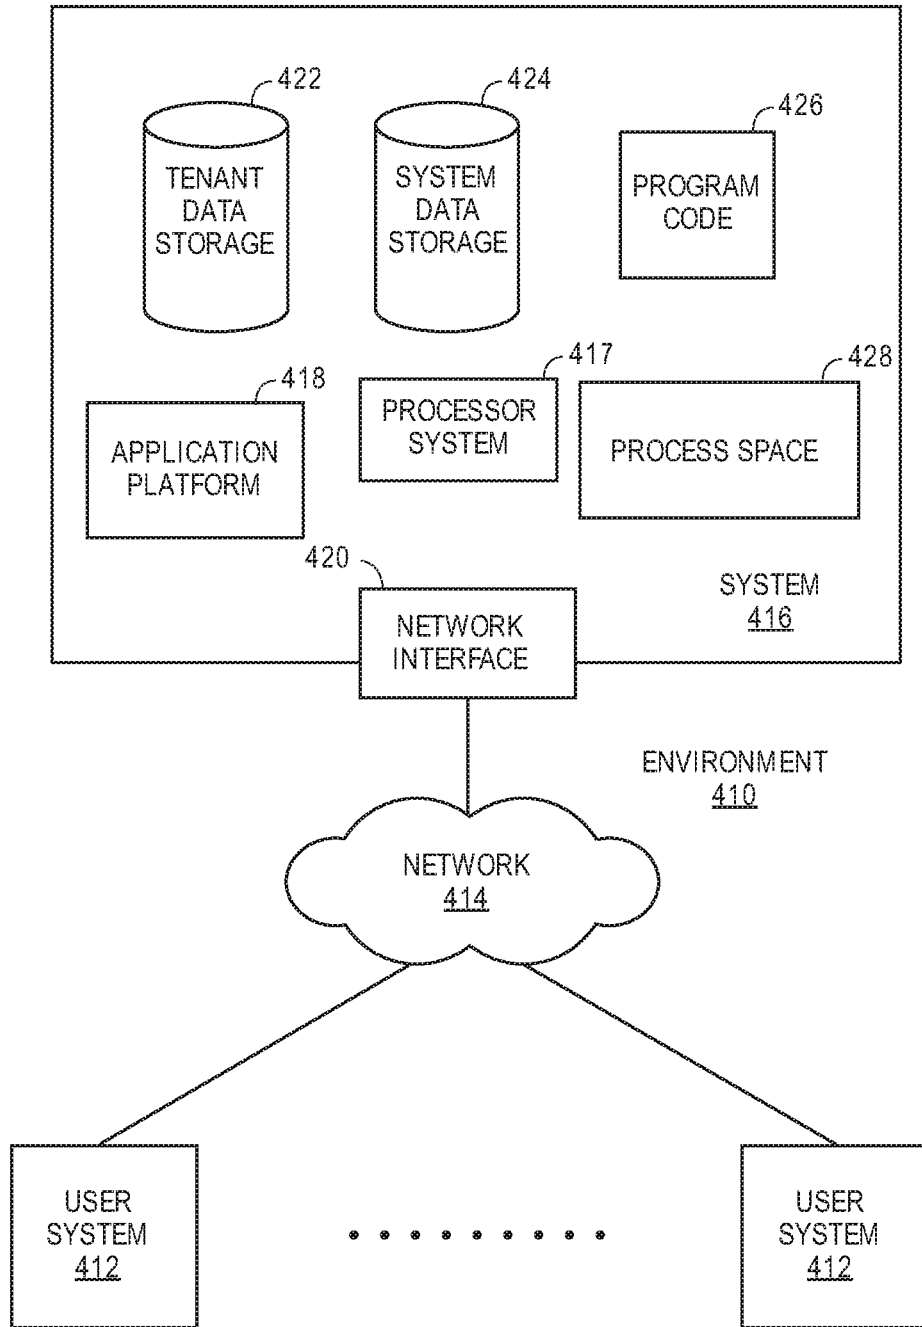 422
TENANT
DATA
STORAGE
424
SYSTEM
DATA
STORAGE
426
PROGRAM
CODE
418
APPLICATION
PLATFORM
417
PROCESSOR
SYSTEM
428
PROCESS SPACE
420
NETWORK
INTERFACE
SYSTEM
416
ENVIRONMENT
410
NETWORK
414
USER
SYSTEM
412
USER
SYSTEM
412